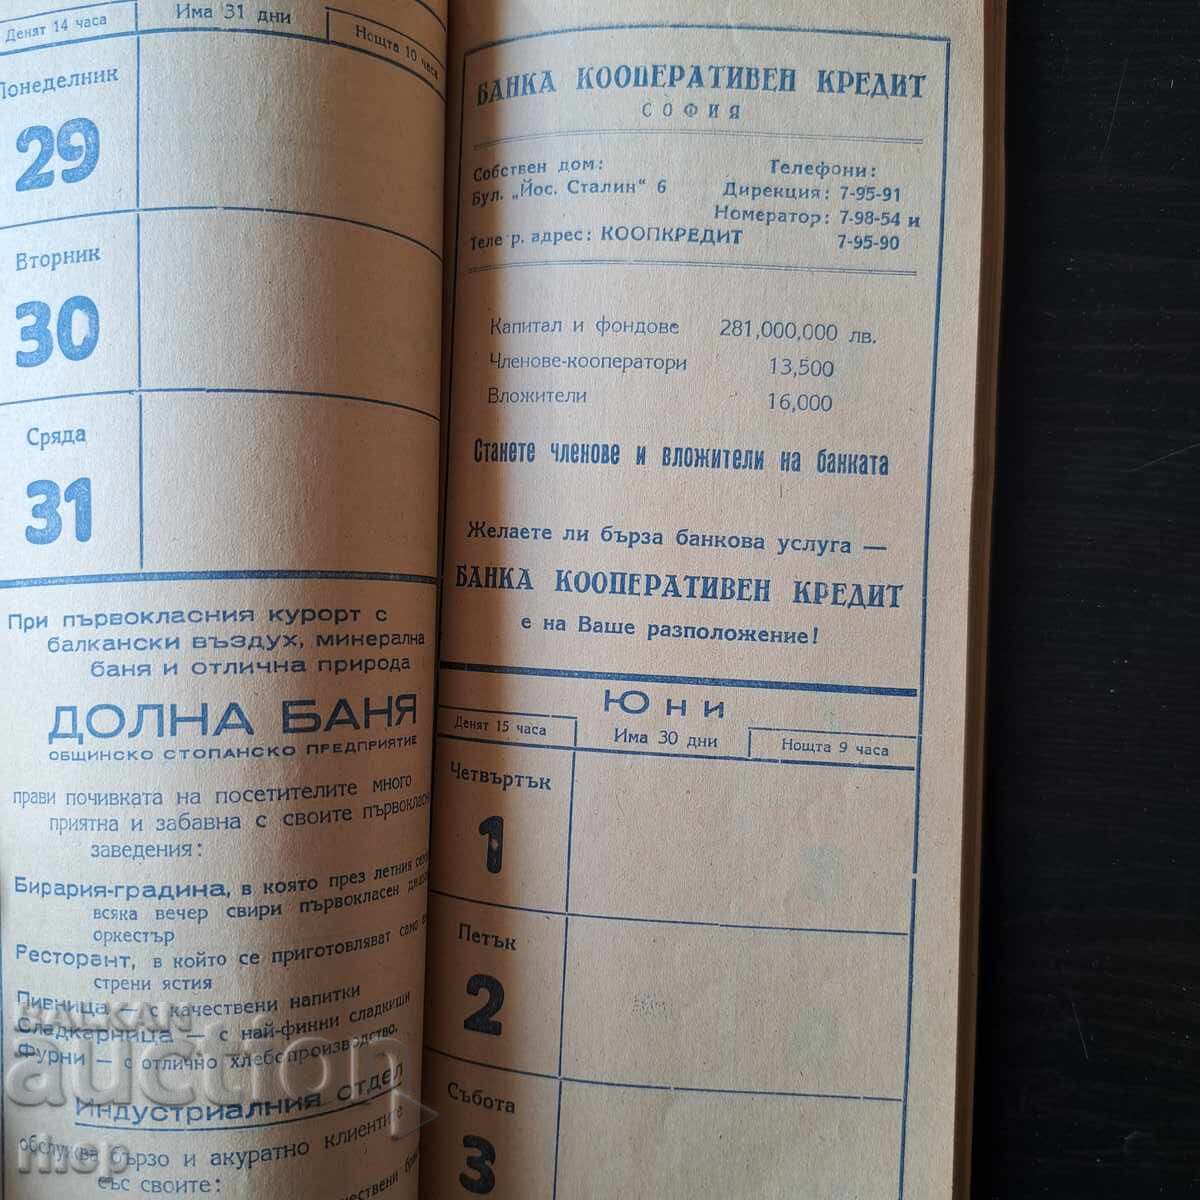 Денят 14 часа
Има 31 дни
Нощта 10 часа
Понеделник
29
Вторник
30
Сряда
31
При първокласния курорт с
балкански въздух, минерална
баня и отлична природа
ДОЛНА БАНЯ
ОБЩИНСКО СТОПАНСКО ПРЕДПРИЯТИЕ
прави почивката на посетителите много
приятна и забавна с своите
заведения:
Бирария-градина, в която през летния
всяка вечер свири първокласен
оркестър
Ресторант, в който се приготовляват само
стрени ястия
Пивница — с качествени напитки
Сладкарница — с най-финни сладкиши
Фурни — с отлично хлебопроизводство.
Индустриалния отдел
обслужва бързо и акуратно клиентите
със своите:
БАНКА КООПЕРАТИВЕН КРЕДИТ
СОФИЯ
Собствен дом:
Бул. „Йос. Сталин" 6
Телегр. адрес: КООПКРЕДИТ
Телефони:
Дирекция: 7-95-91
Номератор: 7-98-54 и
7-95-90
Капитал и фондове 281,000,000 лв.
Членове-кооператори 13,500
Вложители 16,000
Станете членове и вложители на банката
Желаете ли бърза банкова услуга —
БАНКА КООПЕРАТИВЕН КРЕДИТ
е на Ваше разположение!
Юни
Денят 15 часа
Има 30 дни
Нощта 9 часа
Четвъртък
1
Петък
2
Събота
3
БАЛКАН
auction